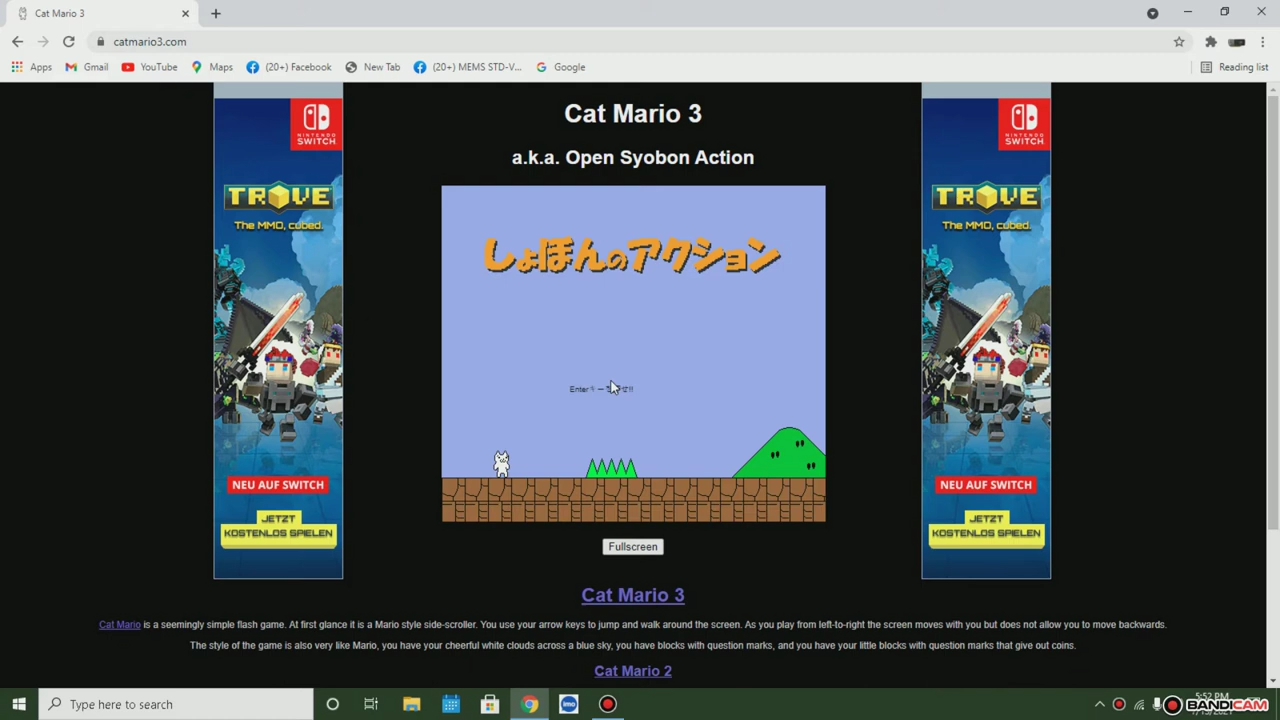 Cat Mario 3
catmario3.com
Apps
Gmail
YouTube
Maps
(20+) Facebook
New Tab
(20+) MEMS STD-V...
Google
Reading list
NINTENDO
SWITCH
TROVE
The MMO, cubed.
NEU AUF SWITCH
JETZT
KOSTENLOS SPIELEN
Cat Mario 3
a.k.a. Open Syobon Action
しょぼんのアクション
Enter
Fullscreen
NINTENDO
SWITCH
TROVE
The MMO, cubed.
NEU AUF SWITCH
JETZT
KOSTENLOS SPIELEN
Cat Mario 3
Cat Mario is a seemingly simple flash game. At first glance it is a Mario style side-scroller. You use your arrow keys to jump and walk around the screen. As you play from left-to-right the screen moves with you but does not allow you to move backwards.
The style of the game is also very like Mario, you have your cheerful white clouds across a blue sky, you have blocks with question marks, and you have your little blocks with question marks that give out coins.
Cat Mario 2
Type here to search
imo
5:52 PM
BANDICAM